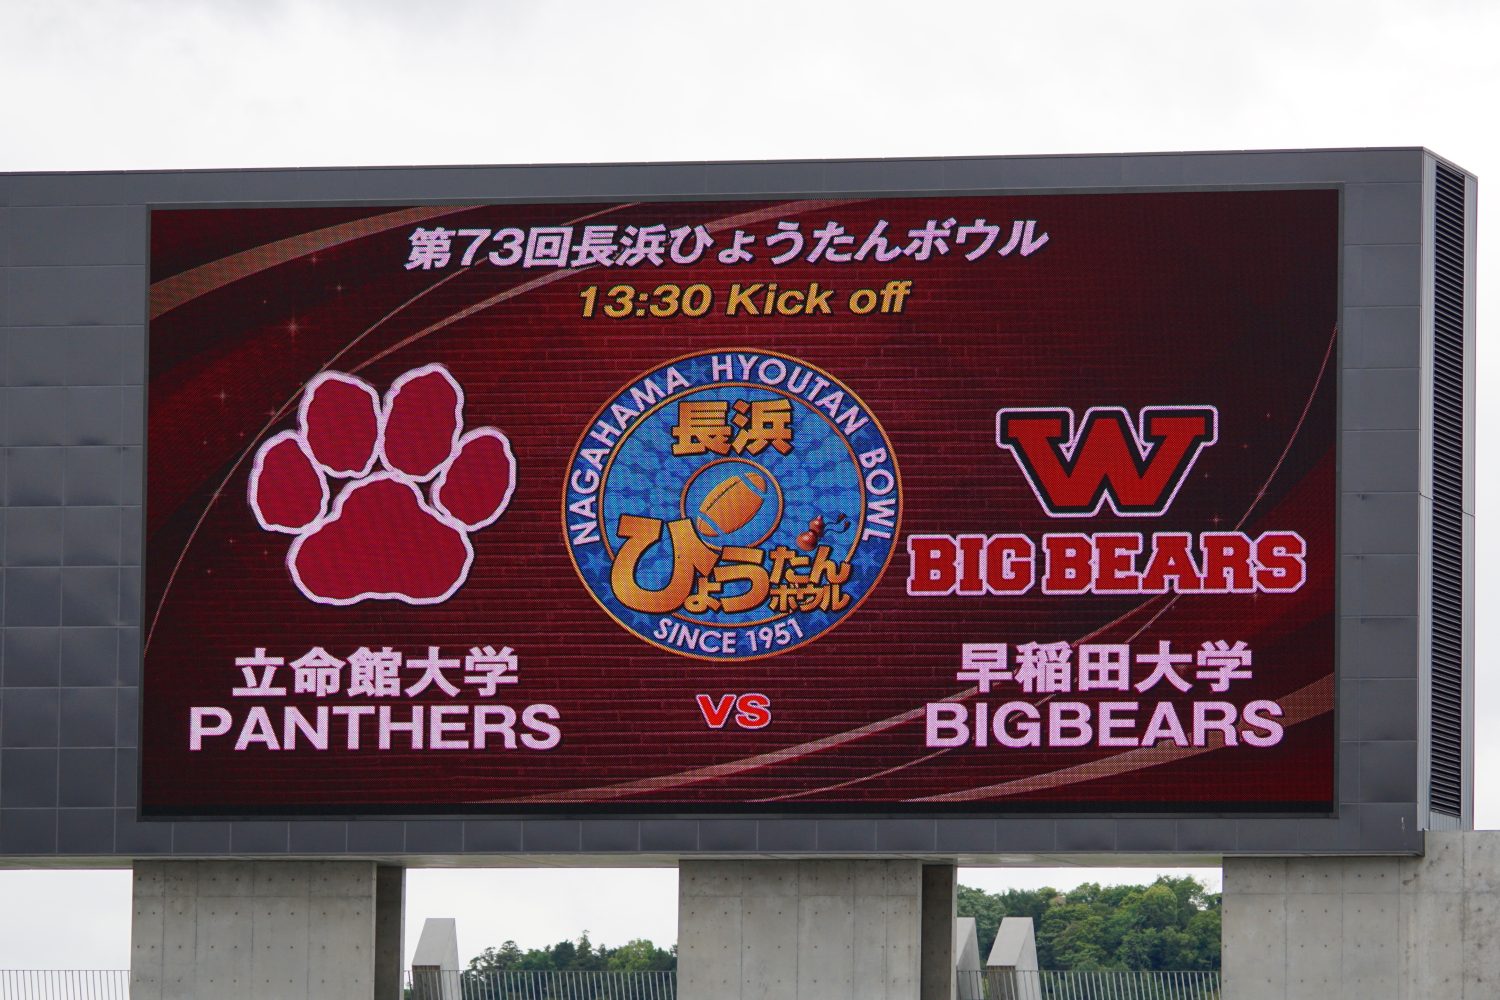 第73回長浜ひょうたんボウル
13:30 Kick off
NAGAHAMA HYOUTAN BOWL
長浜
ひょうたん
ボウル
SINCE 1951
W
BIG BEARS
立命館大学
PANTHERS
VS
早稲田大学
BIGBEARS